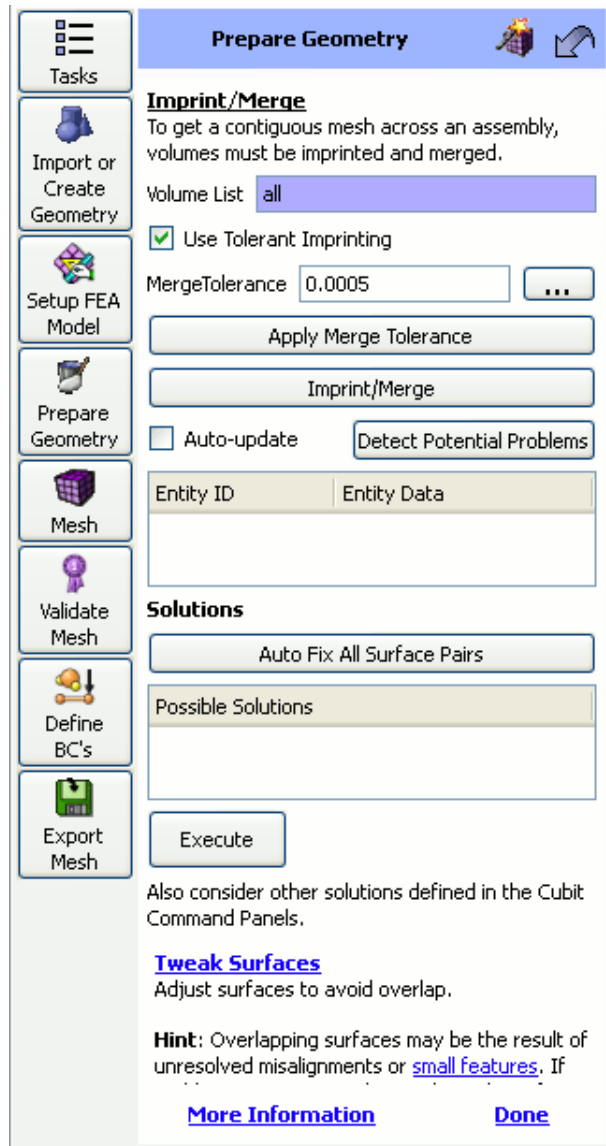 Tasks
Import or
Create
Geometry
Setup FEA
Model
Prepare
Geometry
Mesh
Validate
Mesh
Define
BC's
Export
Mesh
Prepare Geometry
Imprint/Merge
To get a contiguous mesh across an assembly,
volumes must be imprinted and merged.
Volume List all
Use Tolerant Imprinting
MergeTolerance 0.0005 ...
Apply Merge Tolerance
Imprint/Merge
Auto-update Detect Potential Problems
Entity ID Entity Data
Solutions
Auto Fix All Surface Pairs
Possible Solutions
Execute
Also consider other solutions defined in the Cubit
Command Panels.
Tweak Surfaces
Adjust surfaces to avoid overlap.
Hint: Overlapping surfaces may be the result of
unresolved misalignments or small features. If
More Information Done